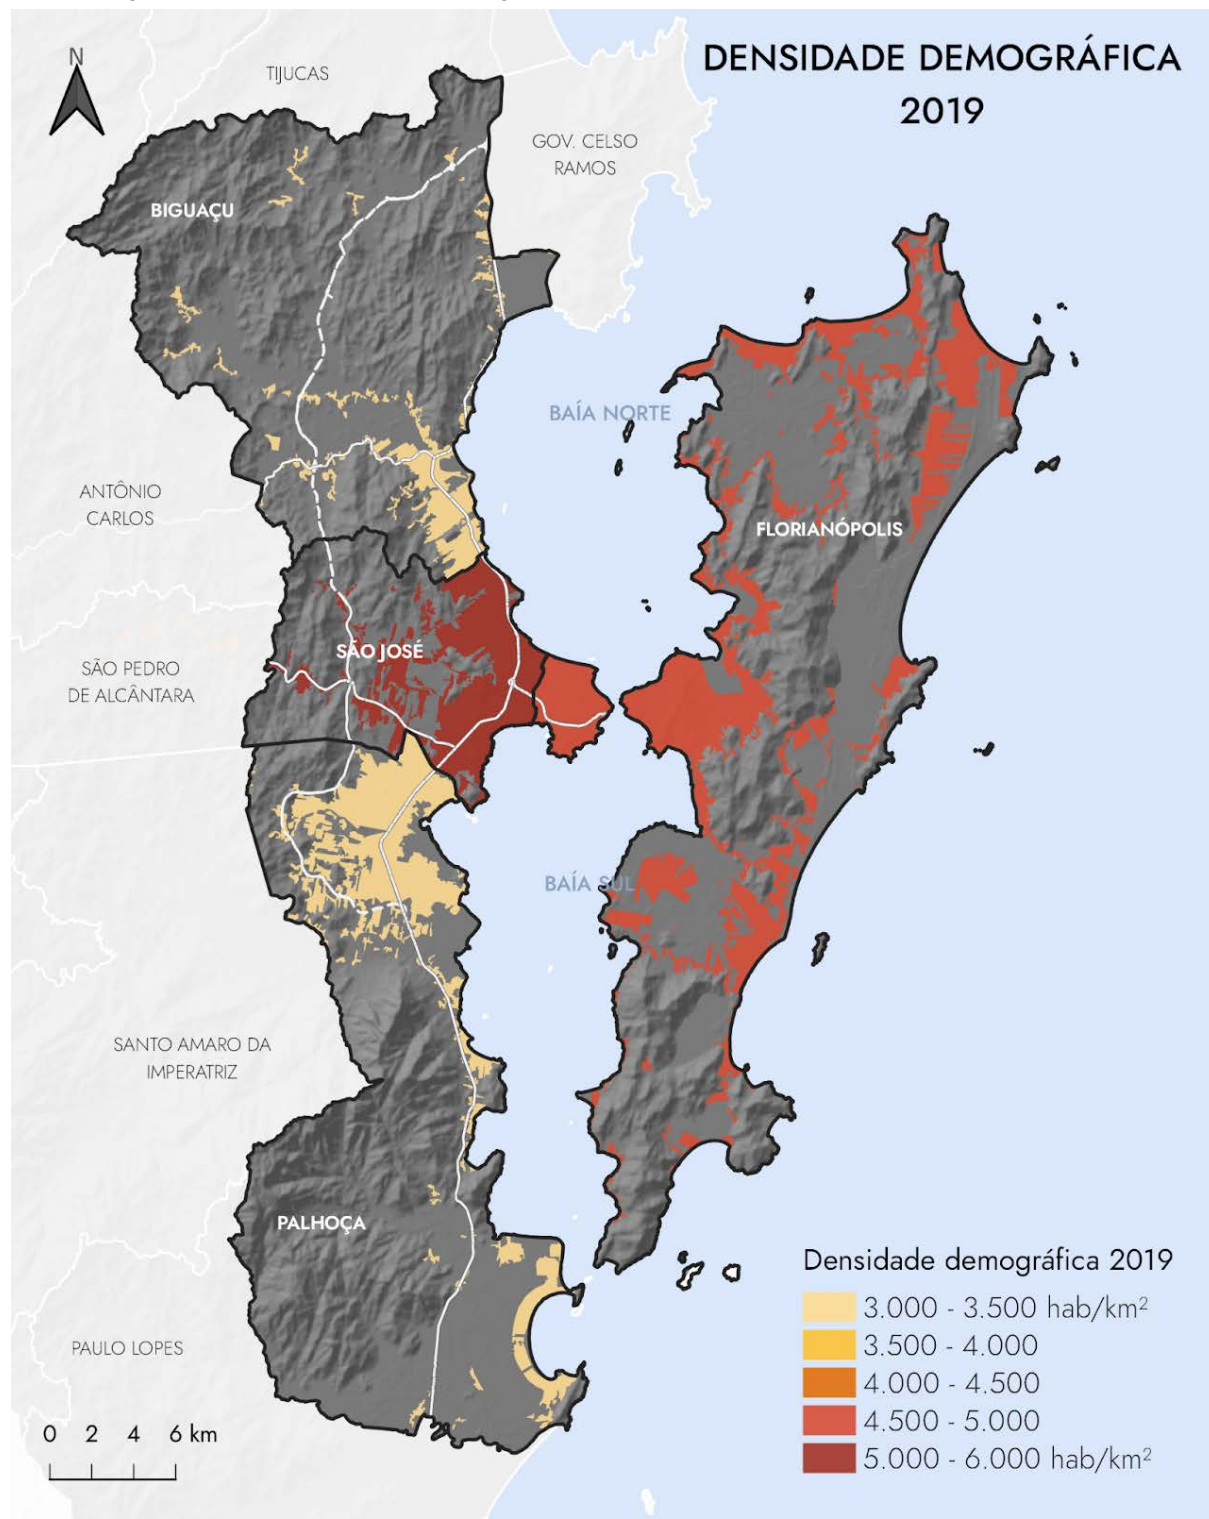 DENSIDADE DEMOGRÁFICA
2019
N
TIJUCAS
GOV. CELSO
RAMOS
BIGUAÇU
BAÍA NORTE
ANTÔNIO
CARLOS
FLORIANÓPOLIS
SÃO JOSÉ
SÃO PEDRO
DE ALCÂNTARA
BAÍA SUL
SANTO AMARO DA
IMPERATRIZ
PALHOÇA
PAULO LOPES
Densidade demográfica 2019
3.000 - 3.500 hab/km²
3.500 - 4.000
4.000 - 4.500
4.500 - 5.000
5.000 - 6.000 hab/km²
0 2 4 6 km